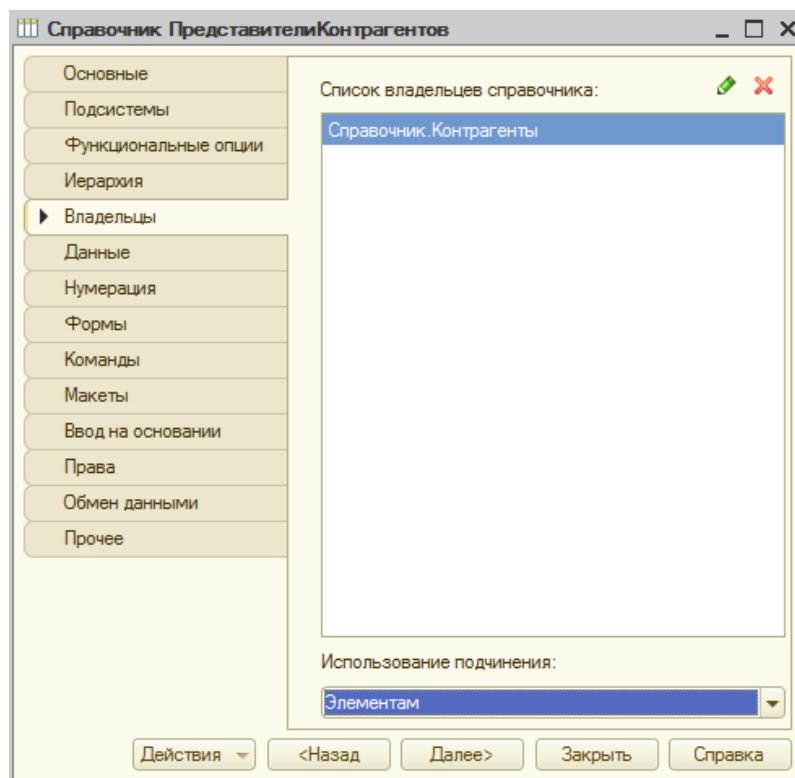 Справочник ПредставителиКонтрагентов
Основные
Подсистемы
Функциональные опции
Иерархия
Владельцы
Данные
Нумерация
Формы
Команды
Макеты
Ввод на основании
Права
Обмен данными
Прочее
Список владельцев справочника:
Справочник.Контрагенты
Использование подчинения:
Элементам
Действия
<Назад
Далее>
Закрыть
Справка